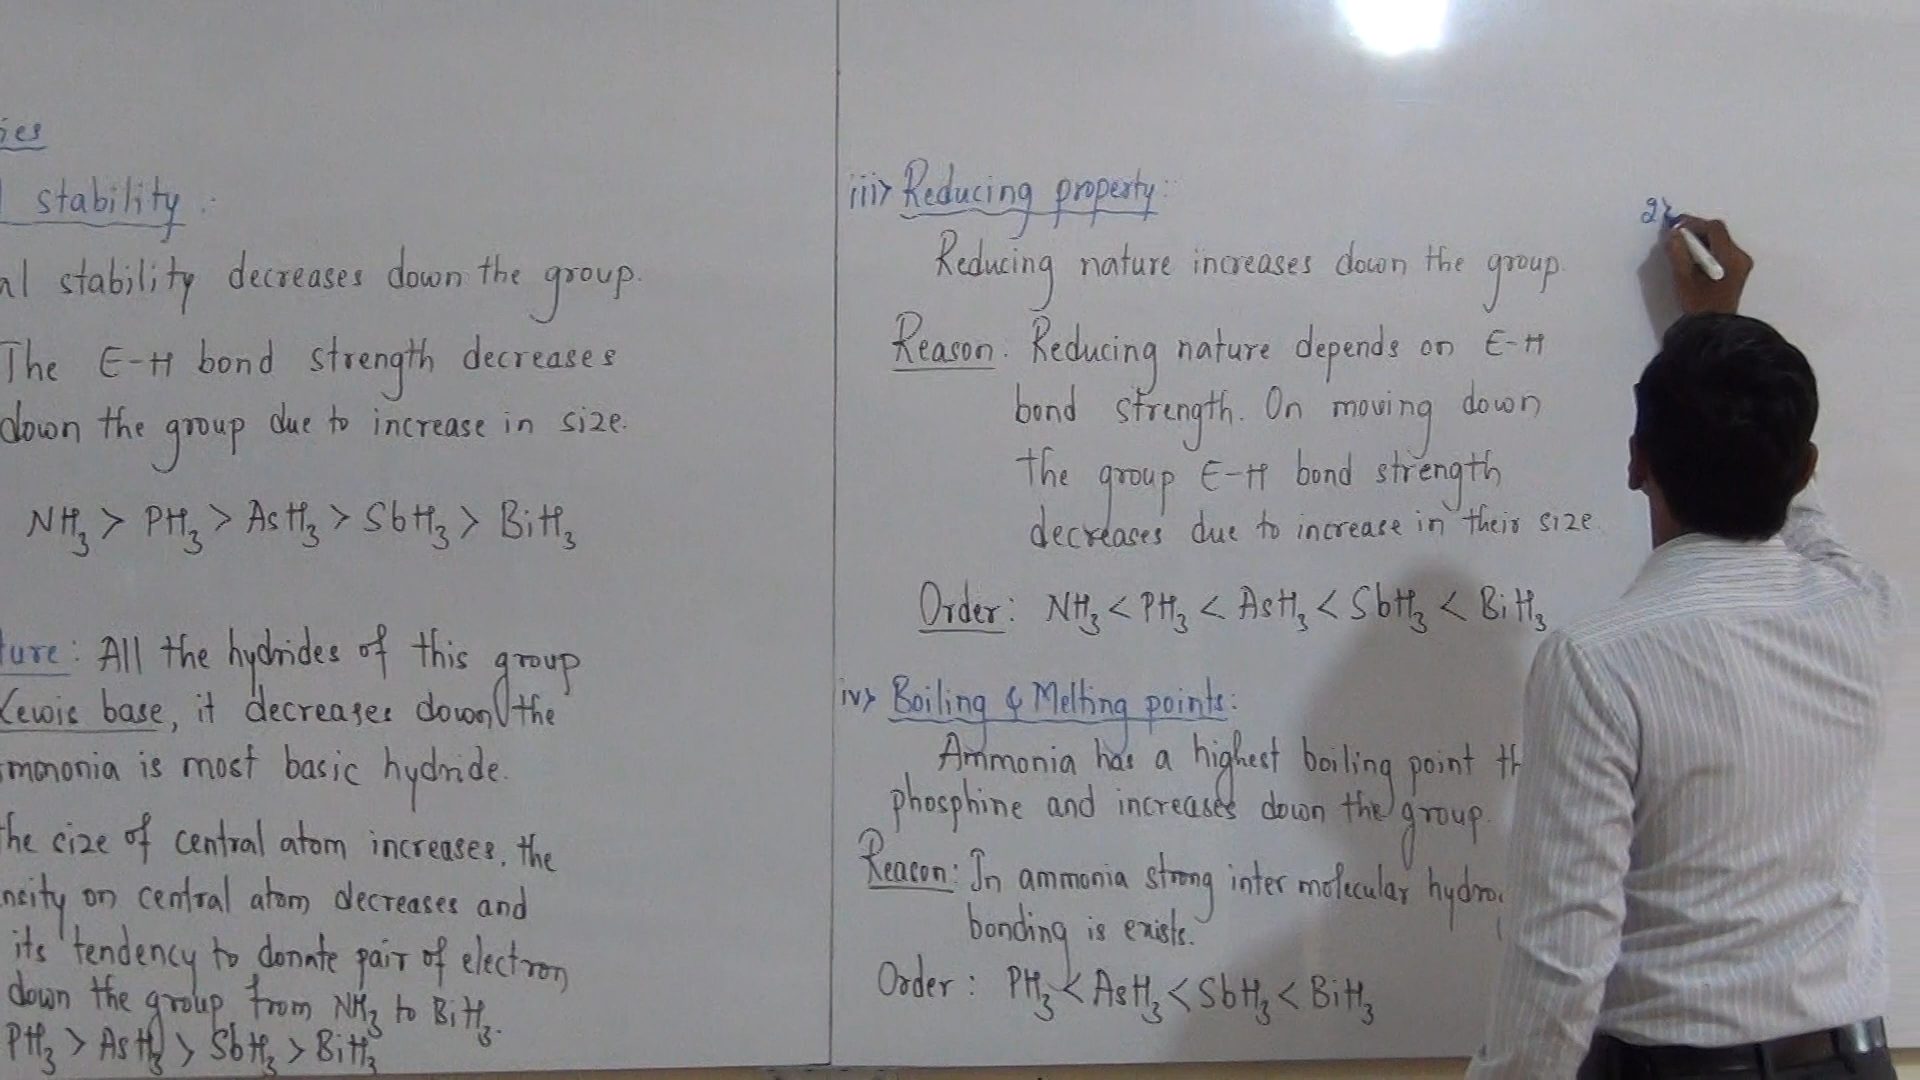 ies
l stability :-
al stability decreases down the group.
The E-H bond strength decreases
down the group due to increase in size.
NH3 > PH3 > AsH3 > SbH3 > BiH3
ture : All the hydrides of this group
Lewis base, it decreases down the
mmonia is most basic hydride.
the size of central atom increases, the
nsity on central atom decreases and
its tendency to donate pair of electron
down the group from NH3 to BiH3.
PH3 > AsH3 > SbH3 > BiH3
iii> Reducing property:-
Reducing nature increases down the group.
Reason : Reducing nature depends on E-H
bond strength. On moving down
the group E-H bond strength
decreases due to increase in their size.
Order : NH3 < PH3 < AsH3 < SbH3 < BiH3
iv> Boiling & Melting points:
Ammonia has a highest boiling point th
phosphine and increases down the group.
Reason : In ammonia strong inter molecular hydro
bonding is exists.
Order : PH3 < AsH3 < SbH3 < BiH3